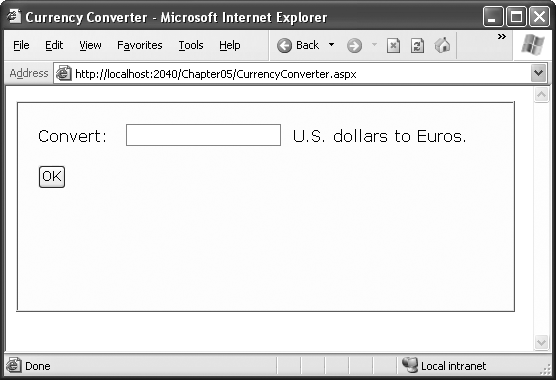 Currency Converter - Microsoft Internet Explorer
File Edit View Favorites Tools Help Back »
Address http://localhost:2040/Chapter05/CurrencyConverter.aspx
Convert: U.S. dollars to Euros.
OK
Done Local intranet